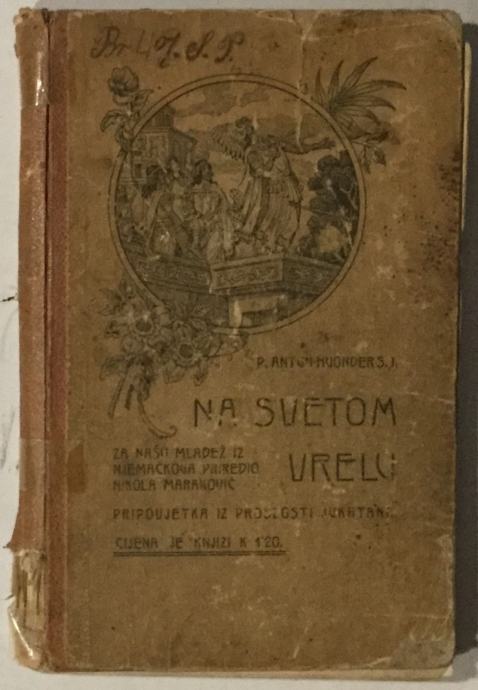 Br. 47. S. P.
P. ANTON HUONDER S. J.
NA SVETOM
VRELU
ZA NAŠU MLADEŽ IZ
NJEMAČKOGA PRIREDIO
NIKOLA MARAKOVIĆ
PRIPOVIJETKA IZ PROŠLOSTI JUKATANA.
CIJENA JE KNJIZI K 1·20.